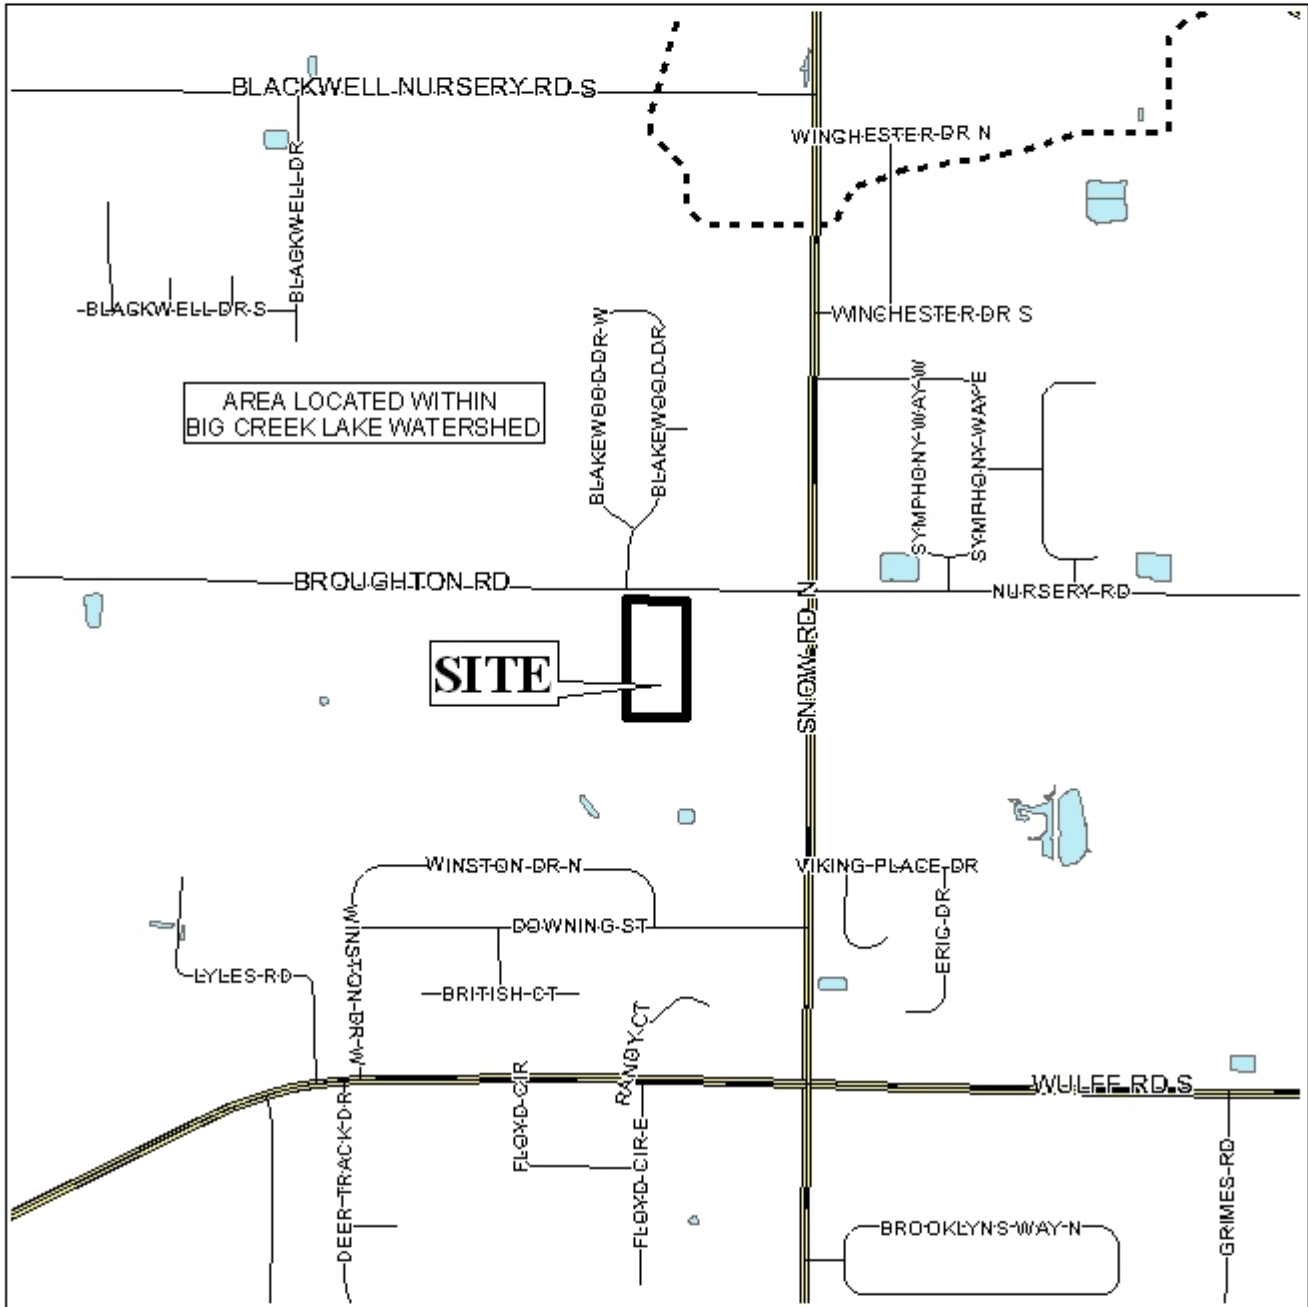 BLACKWELL NURSERY RD S
WINCHESTER DR N
BLACKWELL DR
BLACKWELL DR S
WINCHESTER DR S
BLAKEWOOD DR W
BLAKEWOOD DR
SYMPHONY WAY W
SYMPHONY WAY E
AREA LOCATED WITHIN
BIG CREEK LAKE WATERSHED
BROUGHTON RD
SNOW RD N
NURSERY RD
SITE
WINSTON DR N
VIKING PLACE DR
WINSTON DR W
DOWNING ST
ERIC DR
LYLES RD
BRITISH CT
RANDY CT
FLOYD CIR
WULFF RD S
DEER TRACK DR
FLOYD CIR E
GRIMES RD
BROOKLYNS WAY N